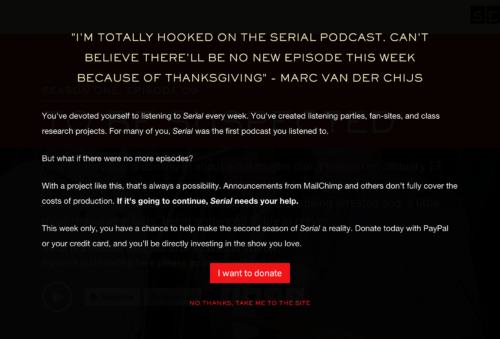 "I'M TOTALLY HOOKED ON THE SERIAL PODCAST. CAN'T
BELIEVE THERE'LL BE NO NEW EPISODE THIS WEEK
BECAUSE OF THANKSGIVING" - MARC VAN DER CHIJS
You've devoted yourself to listening to Serial every week. You've created listening parties, fan-sites, and class
research projects. For many of you, Serial was the first podcast you listened to.
But what if there were no more episodes?
With a project like this, that's always a possibility. Announcements from MailChimp and others don't fully cover the
costs of production. If it's going to continue, Serial needs your help.
This week only, you have a chance to help make the second season of Serial a reality. Donate today with PayPal
or your credit card, and you'll be directly investing in the show you love.
I want to donate
NO THANKS, TAKE ME TO THE SITE